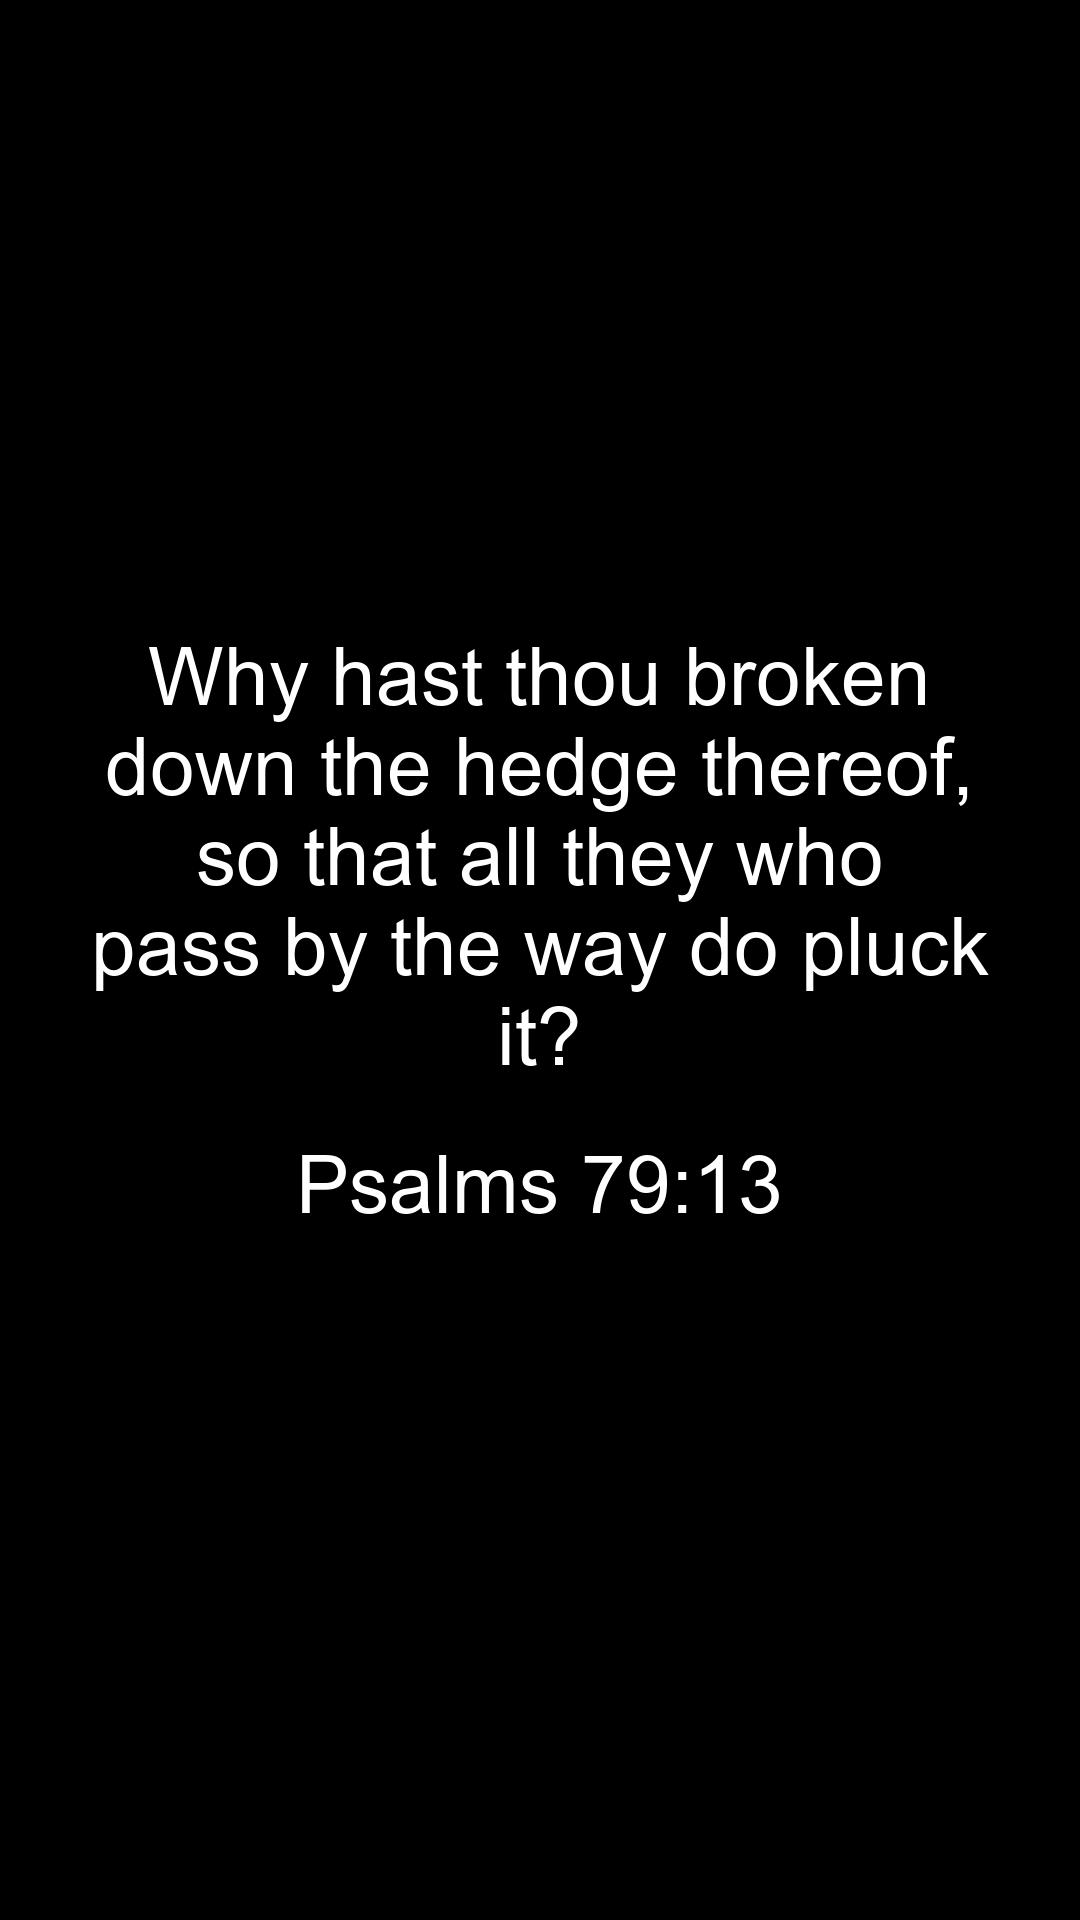 Why hast thou broken
down the hedge thereof,
so that all they who
pass by the way do pluck
it?
Psalms 79:13